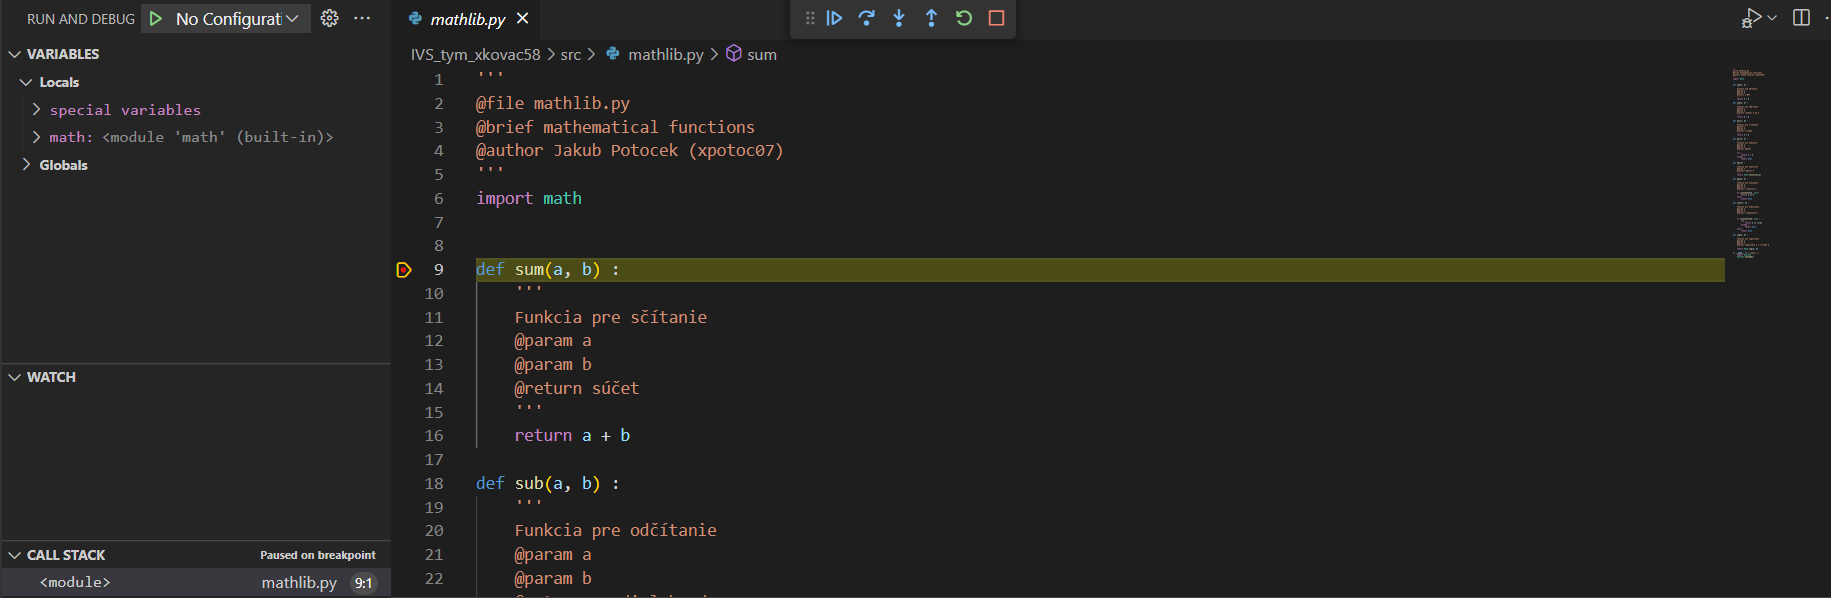 RUN AND DEBUG No Configurati ...
VARIABLES
Locals
special variables
math: <module 'math' (built-in)>
Globals
WATCH
CALL STACK Paused on breakpoint
<module> mathlib.py 9:1
mathlib.py
IVS_tym_xkovac58 > src > mathlib.py > sum
1 '''
2 @file mathlib.py
3 @brief mathematical functions
4 @author Jakub Potocek (xpotoc07)
5 '''
6 import math
7
8
9 def sum(a, b) :
10 '''
11 Funkcia pre sčítanie
12 @param a
13 @param b
14 @return súčet
15 '''
16 return a + b
17
18 def sub(a, b) :
19 '''
20 Funkcia pre odčítanie
21 @param a
22 @param b